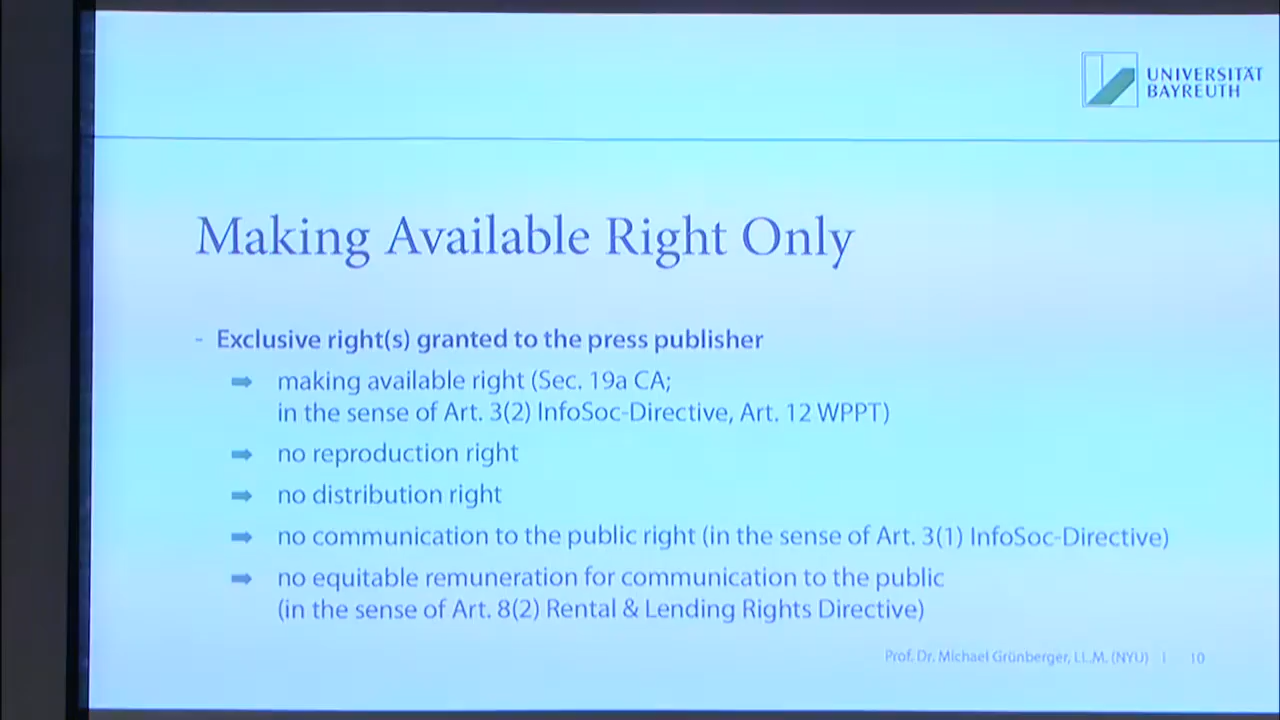 UNIVERSITÄT
BAYREUTH
Making Available Right Only
- Exclusive right(s) granted to the press publisher
➡ making available right (Sec. 19a CA;
in the sense of Art. 3(2) InfoSoc-Directive, Art. 12 WPPT)
➡ no reproduction right
➡ no distribution right
➡ no communication to the public right (in the sense of Art. 3(1) InfoSoc-Directive)
➡ no equitable remuneration for communication to the public
(in the sense of Art. 8(2) Rental & Lending Rights Directive)
Prof. Dr. Michael Grünberger, LL.M. (NYU) | 10